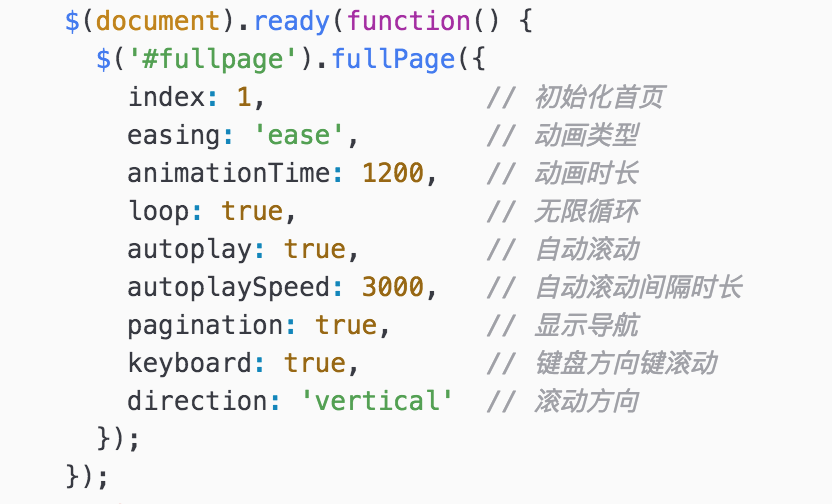 $(document).ready(function() {
  $('#fullpage').fullPage({
    index: 1,              // 初始化首页
    easing: 'ease',        // 动画类型
    animationTime: 1200,   // 动画时长
    loop: true,            // 无限循环
    autoplay: true,        // 自动滚动
    autoplaySpeed: 3000,   // 自动滚动间隔时长
    pagination: true,      // 显示导航
    keyboard: true,        // 键盘方向键滚动
    direction: 'vertical'  // 滚动方向
  });
});